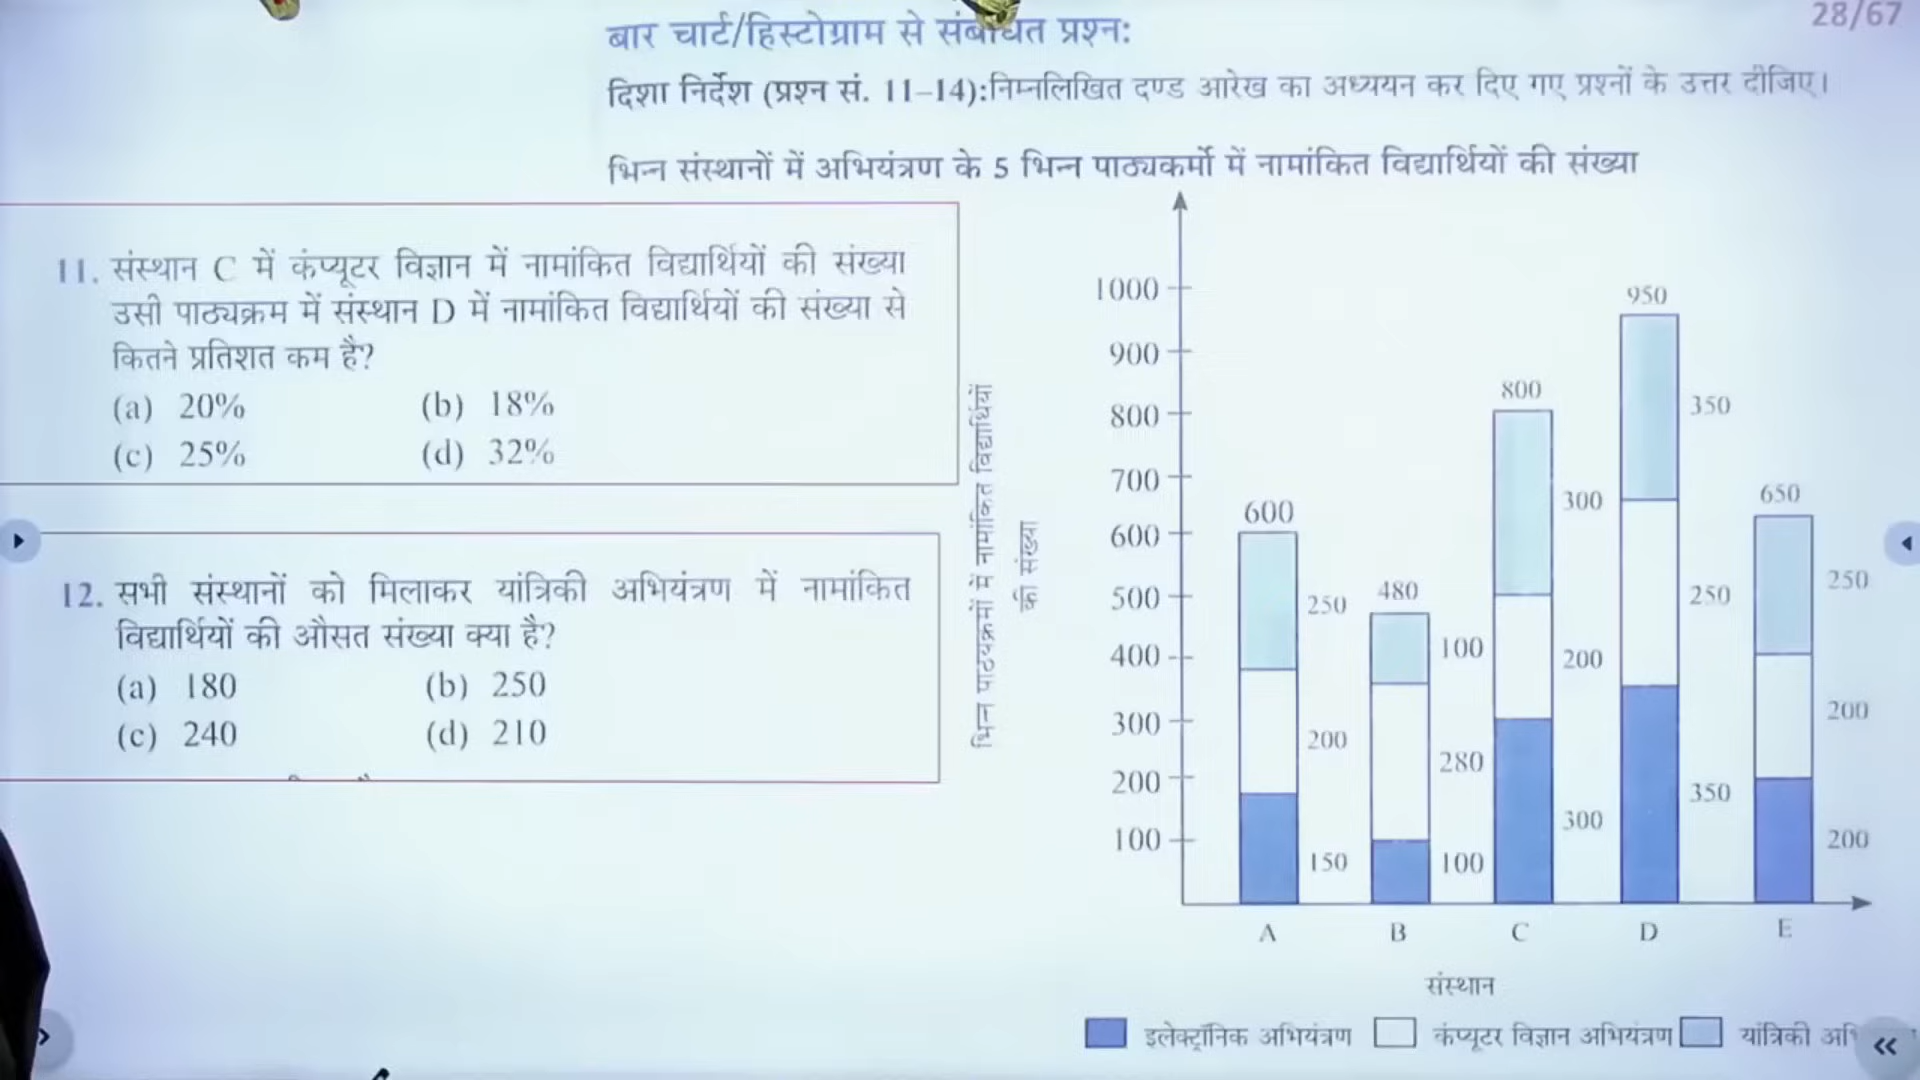 28/67
बार चार्ट/हिस्टोग्राम से संबंधित प्रश्न:
दिशा निर्देश (प्रश्न सं. 11–14):निम्नलिखित दण्ड आरेख का अध्ययन कर दिए गए प्रश्नों के उत्तर दीजिए।
भिन्न संस्थानों में अभियंत्रण के 5 भिन्न पाठ्यकर्मो में नामांकित विद्यार्थियों की संख्या
11. संस्थान C में कंप्यूटर विज्ञान में नामांकित विद्यार्थियों की संख्या
उसी पाठ्यक्रम में संस्थान D में नामांकित विद्यार्थियों की संख्या से
कितने प्रतिशत कम है?
(a) 20% (b) 18%
(c) 25% (d) 32%
12. सभी संस्थानों को मिलाकर यांत्रिकी अभियंत्रण में नामांकित
विद्यार्थियों की औसत संख्या क्या है?
(a) 180 (b) 250
(c) 240 (d) 210
भिन्न पाठ्यक्रमों में नामांकित विद्यार्थियों
की संख्या
1000
900
800
700
600
500
400
300
200
100
600
250
200
150
480
100
280
100
800
300
200
300
950
350
250
350
650
250
200
200
A B C D E
संस्थान
इलेक्ट्रॉनिक अभियंत्रण कंप्यूटर विज्ञान अभियंत्रण यांत्रिकी